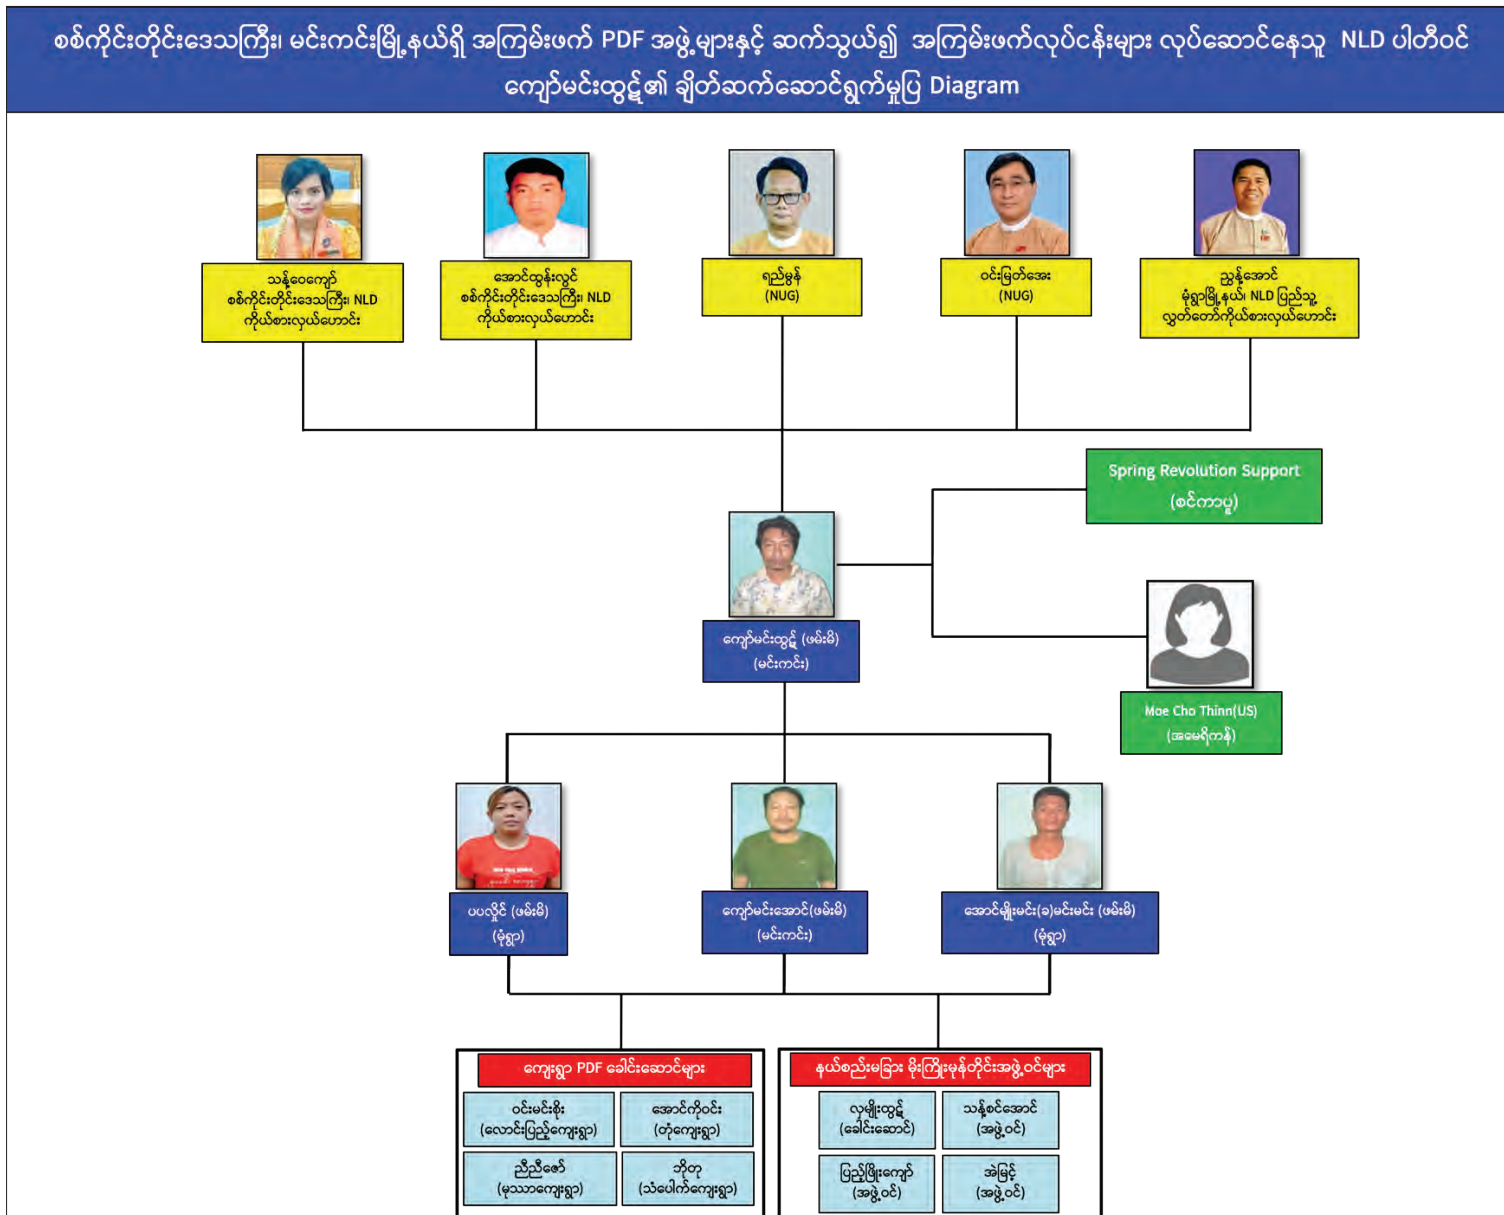 စစ်ကိုင်းတိုင်းဒေသကြီး၊ မင်းကင်းမြို့နယ်ရှိ အကြမ်းဖက် PDF အဖွဲ့များနှင့် ဆက်သွယ်၍ အကြမ်းဖက်လုပ်ငန်းများ လုပ်ဆောင်နေသူ NLD ပါတီဝင်
ကျော်မင်းထွဋ်၏ ချိတ်ဆက်ဆောင်ရွက်မှုပြ Diagram
သန့်ဝေကျော်
စစ်ကိုင်းတိုင်းဒေသကြီး၊ NLD
ကိုယ်စားလှယ်ဟောင်း
အောင်ထွန်းလွင်
စစ်ကိုင်းတိုင်းဒေသကြီး၊ NLD
ကိုယ်စားလှယ်ဟောင်း
ရည်မွန်
(NUG)
ဝင်းမြတ်အေး
(NUG)
ညွှန့်အောင်
မုံရွာမြို့နယ်၊ NLD ပြည်သူ့
လွှတ်တော်ကိုယ်စားလှယ်ဟောင်း
Spring Revolution Support
(စင်ကာပူ)
ကျော်မင်းထွဋ် (ဖမ်းမိ)
(မင်းကင်း)
Moe Cho Thinn(US)
(အမေရိကန်)
ပပလှိုင် (ဖမ်းမိ)
(မုံရွာ)
ကျော်မင်းအောင်(ဖမ်းမိ)
(မင်းကင်း)
အောင်မျိုးမင်း(ခ)မင်းမင်း (ဖမ်းမိ)
(မုံရွာ)
ကျေးရွာ PDF ခေါင်းဆောင်များ
ဝင်းမင်းစိုး
(လောင်းပြည့်ကျေးရွာ)
အောင်ကိုဝင်း
(တုံကျေးရွာ)
ညီညီဇော်
(မုဿာကျေးရွာ)
ဘိုတု
(သံပေါက်ကျေးရွာ)
နယ်စည်းမခြား မိုးကြိုးမုန်တိုင်းအဖွဲ့ဝင်များ
လှမျိုးထွဋ်
(ခေါင်းဆောင်)
သန့်စင်အောင်
(အဖွဲ့ဝင်)
ပြည့်ဖြိုးကျော်
(အဖွဲ့ဝင်)
အဲမြင့်
(အဖွဲ့ဝင်)